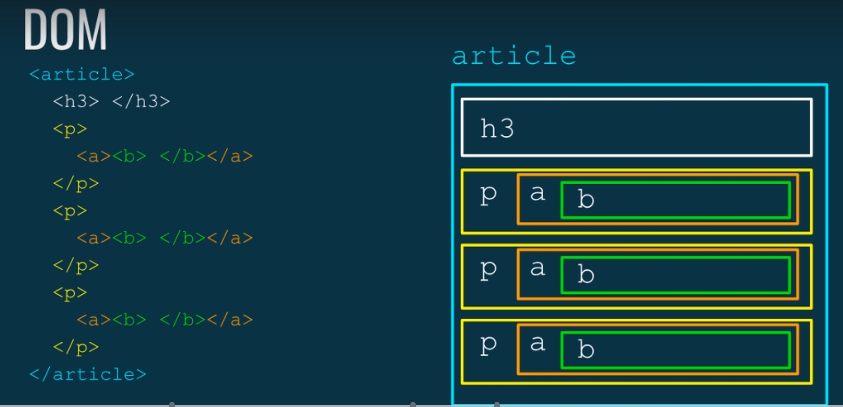 DOM
<article>
<h3> </h3>
<p>
<a><b> </b></a>
</p>
<p>
<a><b> </b></a>
</p>
<p>
<a><b> </b></a>
</p>
</article>
article
h3
p a b
p a b
p a b